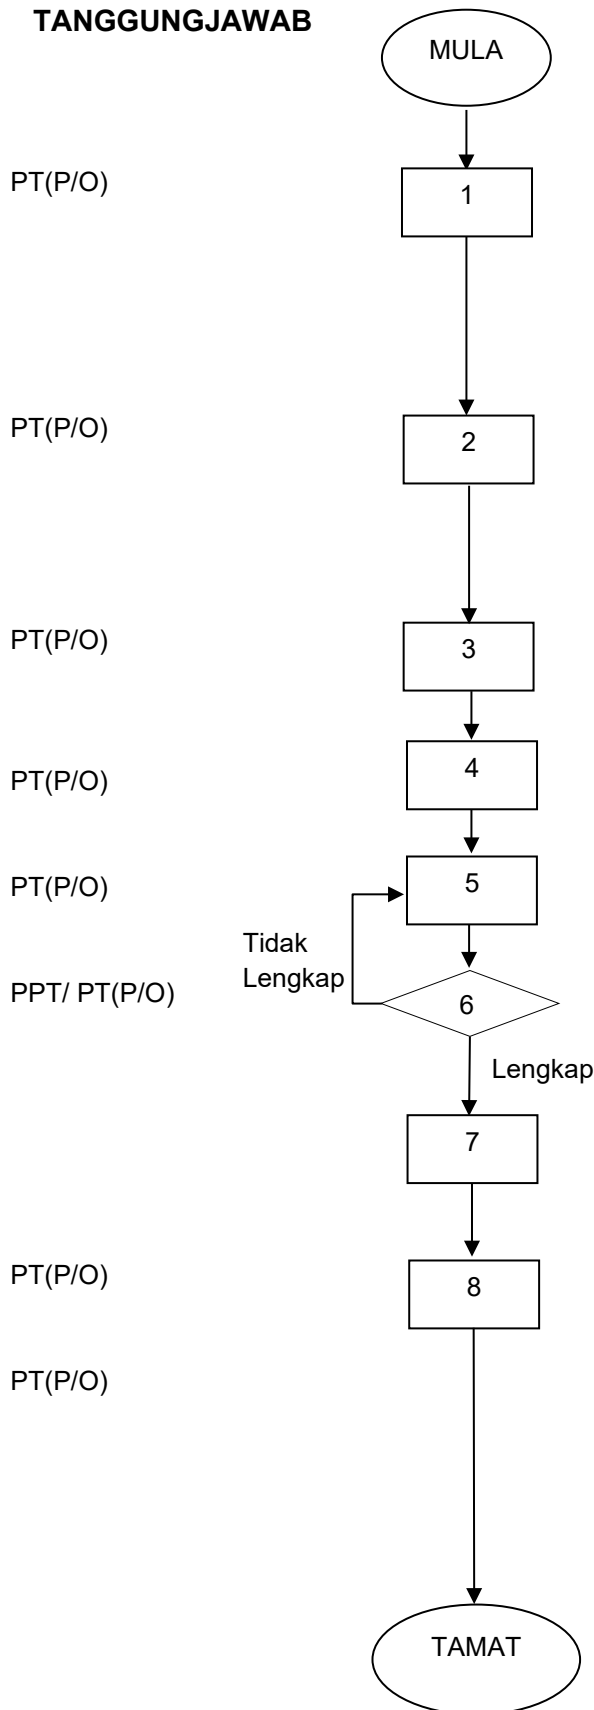 TANGGUNGJAWAB
MULA
PT(P/O)
1
PT(P/O)
2
PT(P/O)
3
4
PT(P/O)
PT(P/O)
5
Tidak
Lengkap
PPT/ PT(P/O)
6
Lengkap
7
PT(P/O)
8
PT(P/O)
TAMAT